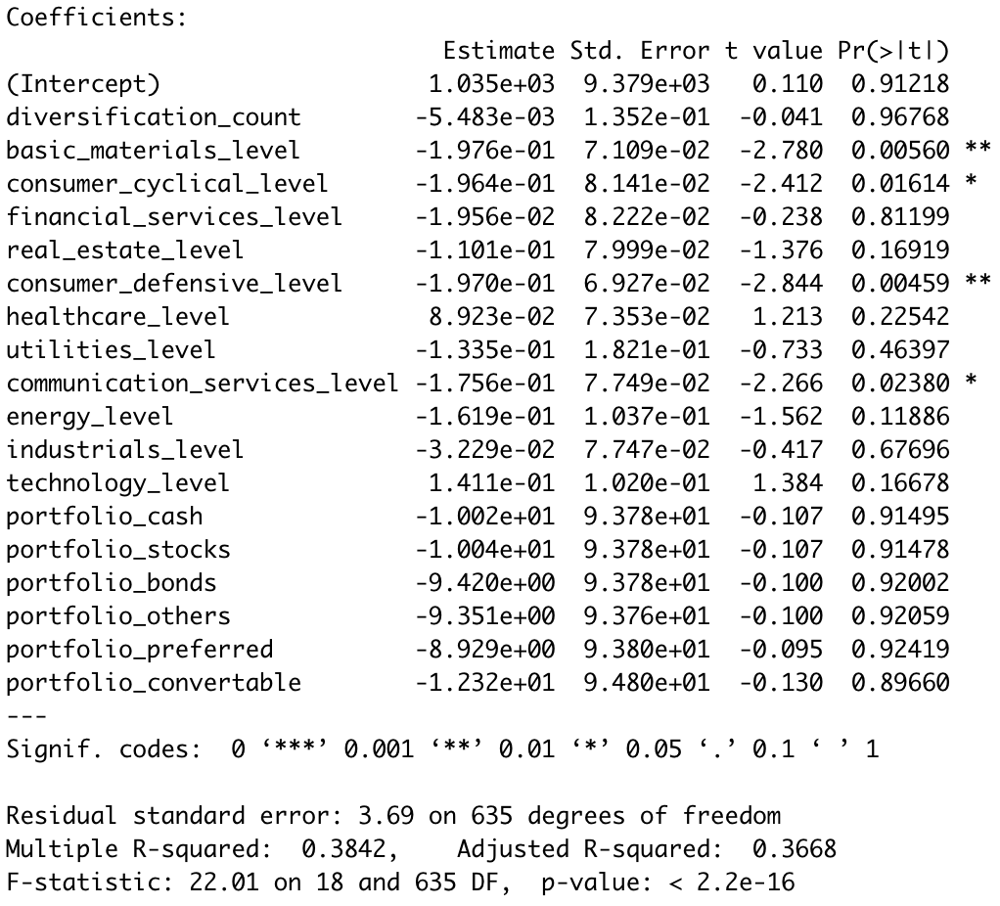 Coefficients:
                               Estimate Std. Error t value Pr(>|t|)
(Intercept)                   1.035e+03  9.379e+03   0.110  0.91218
diversification_count        -5.483e-03  1.352e-01  -0.041  0.96768
basic_materials_level        -1.976e-01  7.109e-02  -2.780  0.00560 **
consumer_cyclical_level      -1.964e-01  8.141e-02  -2.412  0.01614 *
financial_services_level     -1.956e-02  8.222e-02  -0.238  0.81199
real_estate_level            -1.101e-01  7.999e-02  -1.376  0.16919
consumer_defensive_level     -1.970e-01  6.927e-02  -2.844  0.00459 **
healthcare_level              8.923e-02  7.353e-02   1.213  0.22542
utilities_level              -1.335e-01  1.821e-01  -0.733  0.46397
communication_services_level -1.756e-01  7.749e-02  -2.266  0.02380 *
energy_level                 -1.619e-01  1.037e-01  -1.562  0.11886
industrials_level            -3.229e-02  7.747e-02  -0.417  0.67696
technology_level              1.411e-01  1.020e-01   1.384  0.16678
portfolio_cash               -1.002e+01  9.378e+01  -0.107  0.91495
portfolio_stocks             -1.004e+01  9.378e+01  -0.107  0.91478
portfolio_bonds              -9.420e+00  9.378e+01  -0.100  0.92002
portfolio_others             -9.351e+00  9.376e+01  -0.100  0.92059
portfolio_preferred          -8.929e+00  9.380e+01  -0.095  0.92419
portfolio_convertable        -1.232e+01  9.480e+01  -0.130  0.89660
---
Signif. codes:  0 ‘***’ 0.001 ‘**’ 0.01 ‘*’ 0.05 ‘.’ 0.1 ‘ ’ 1

Residual standard error: 3.69 on 635 degrees of freedom
Multiple R-squared:  0.3842,    Adjusted R-squared:  0.3668
F-statistic: 22.01 on 18 and 635 DF,  p-value: < 2.2e-16